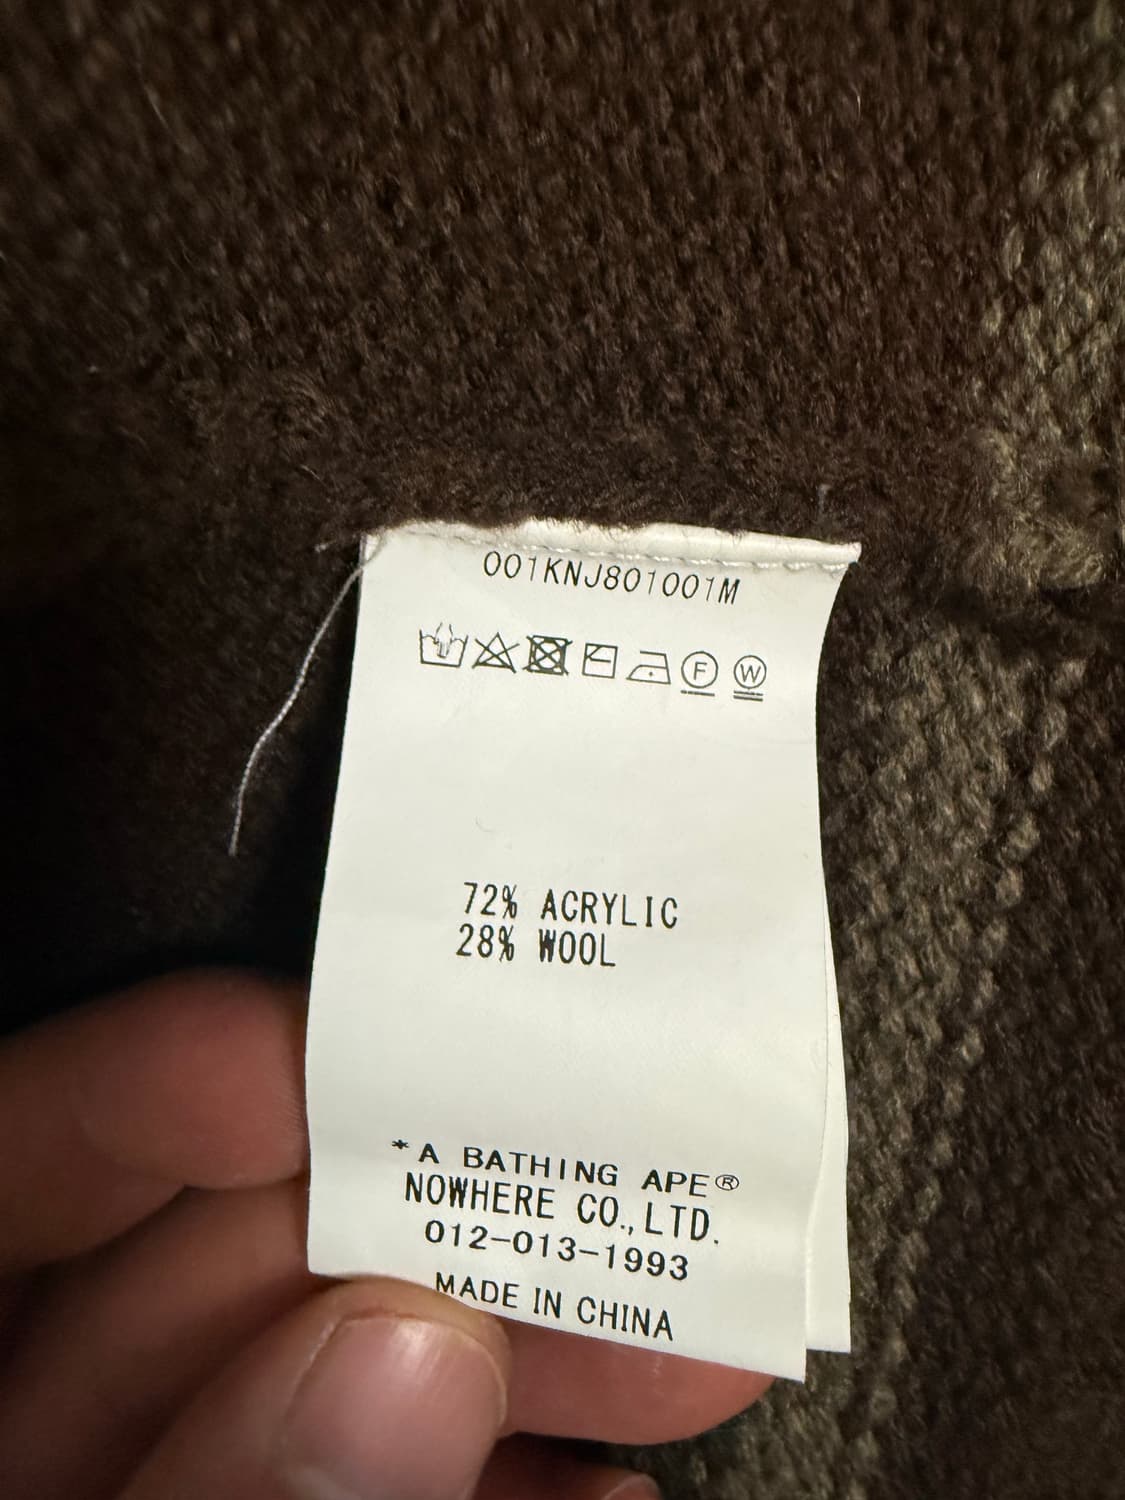 001KNJ801001M
F W
72% ACRYLIC
28% WOOL
*A BATHING APE®
NOWHERE CO.,LTD.
012-013-1993
MADE IN CHINA